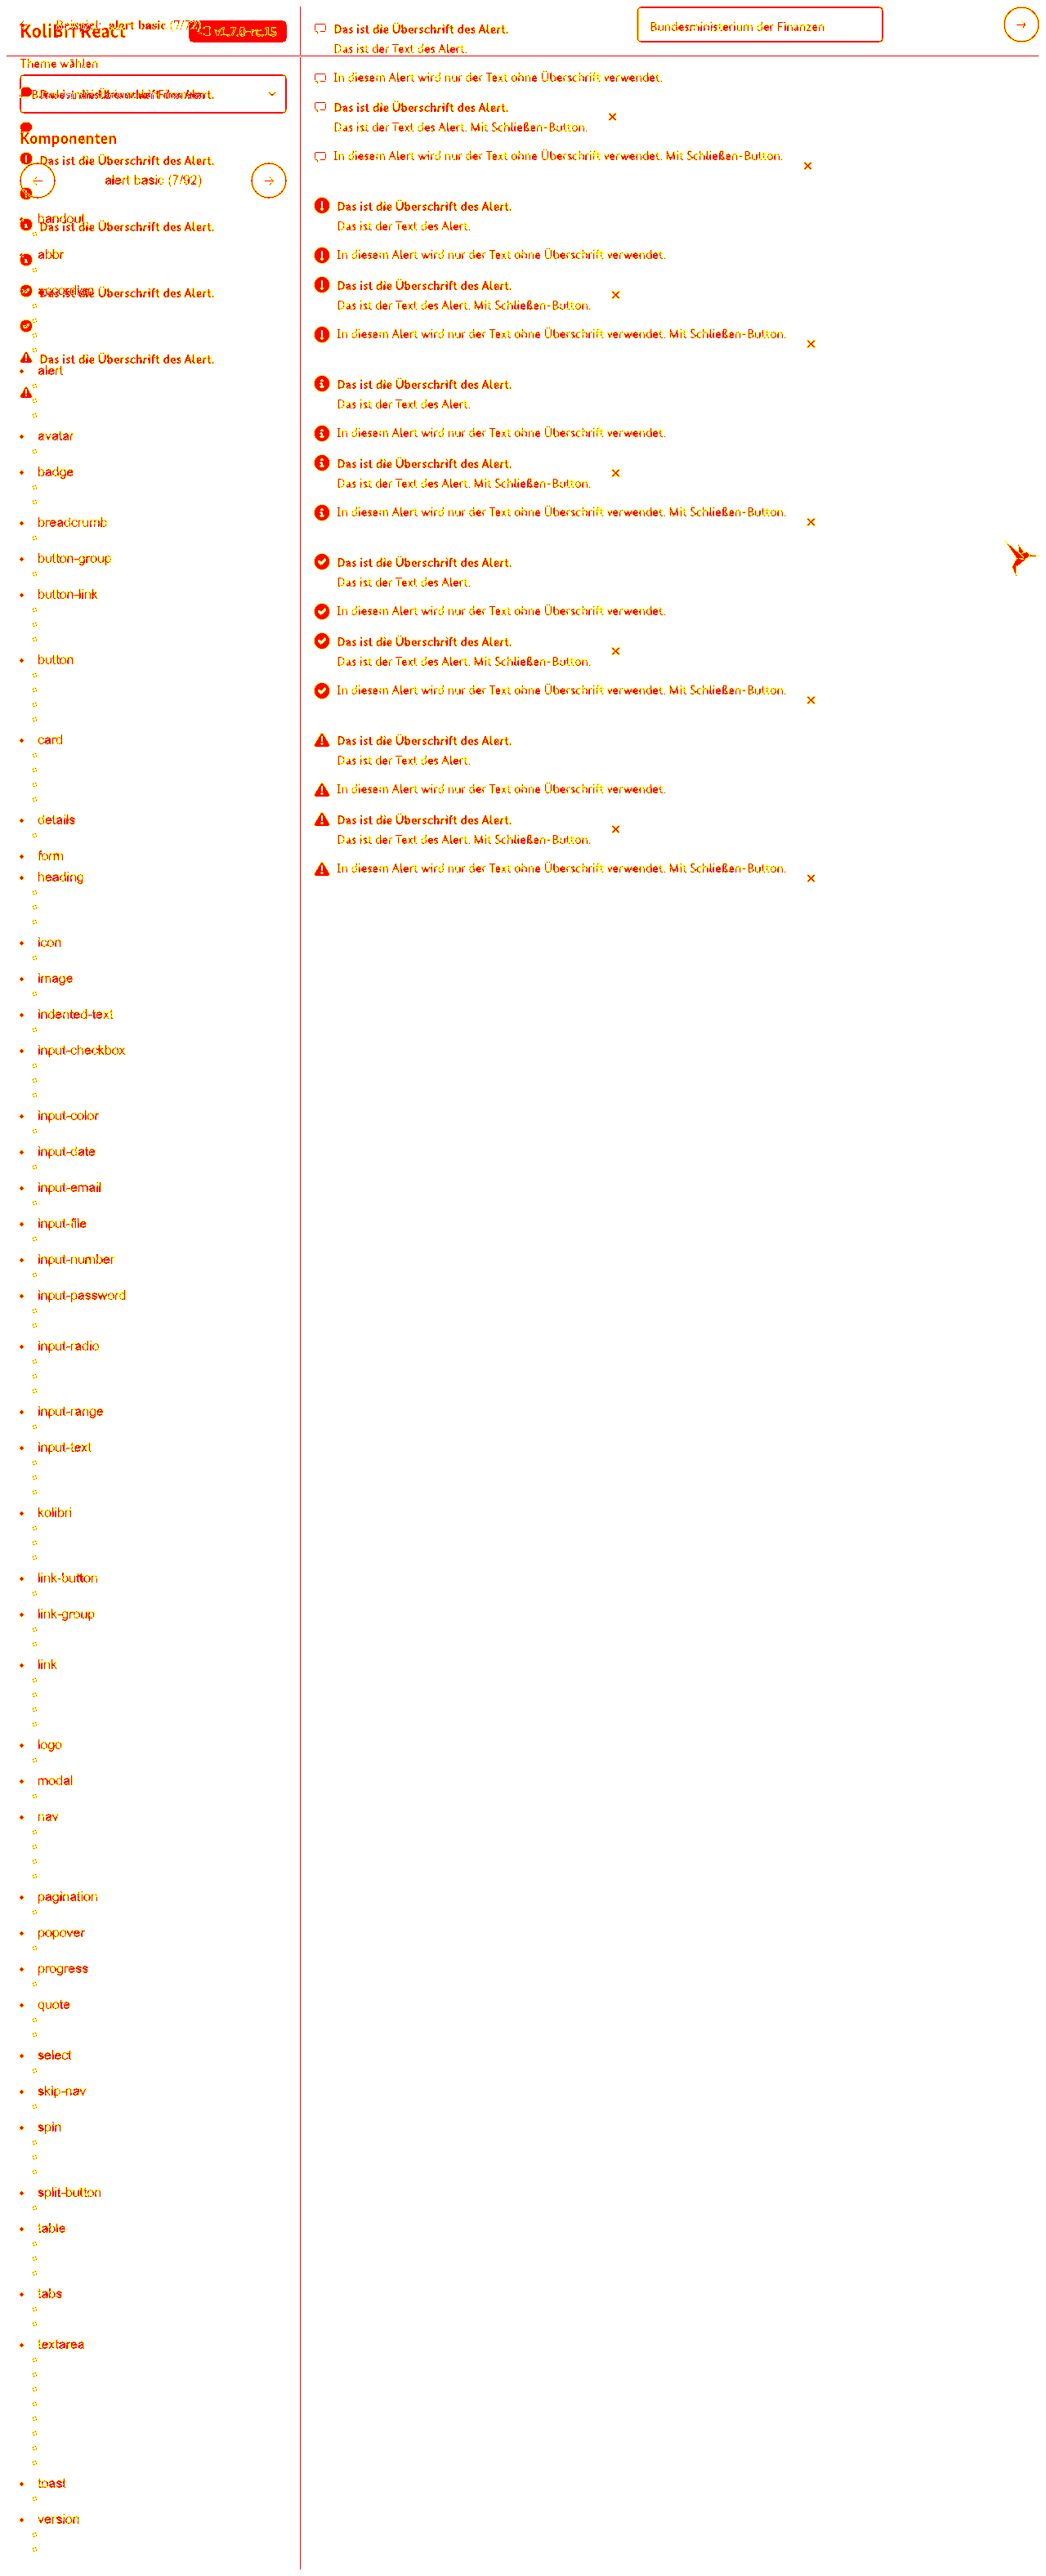 KoliBri React
Beispiel: alert basic (7/72)
v1.7.0-rc.15
Bundesministerium der Finanzen
Theme wählen
Das ist die Überschrift des Alert.
Komponenten
Das ist die Überschrift des Alert.
alert basic (7/92)
handout
Das ist die Überschrift des Alert.
abbr
accordion
Das ist die Überschrift des Alert.
Das ist die Überschrift des Alert.
alert
avatar
badge
breadcrumb
button-group
button-link
button
card
details
form
heading
icon
image
indented-text
input-checkbox
input-color
input-date
input-email
input-file
input-number
input-password
input-radio
input-range
input-text
kolibri
link-button
link-group
link
logo
modal
nav
pagination
popover
progress
quote
select
skip-nav
spin
split-button
table
tabs
textarea
toast
version
Das ist die Überschrift des Alert.
Das ist der Text des Alert.
In diesem Alert wird nur der Text ohne Überschrift verwendet.
Das ist die Überschrift des Alert.
Das ist der Text des Alert. Mit Schließen-Button.
In diesem Alert wird nur der Text ohne Überschrift verwendet. Mit Schließen-Button.
Das ist die Überschrift des Alert.
Das ist der Text des Alert.
In diesem Alert wird nur der Text ohne Überschrift verwendet.
Das ist die Überschrift des Alert.
Das ist der Text des Alert. Mit Schließen-Button.
In diesem Alert wird nur der Text ohne Überschrift verwendet. Mit Schließen-Button.
Das ist die Überschrift des Alert.
Das ist der Text des Alert.
In diesem Alert wird nur der Text ohne Überschrift verwendet.
Das ist die Überschrift des Alert.
Das ist der Text des Alert. Mit Schließen-Button.
In diesem Alert wird nur der Text ohne Überschrift verwendet. Mit Schließen-Button.
Das ist die Überschrift des Alert.
Das ist der Text des Alert.
In diesem Alert wird nur der Text ohne Überschrift verwendet.
Das ist die Überschrift des Alert.
Das ist der Text des Alert. Mit Schließen-Button.
In diesem Alert wird nur der Text ohne Überschrift verwendet. Mit Schließen-Button.
Das ist die Überschrift des Alert.
Das ist der Text des Alert.
In diesem Alert wird nur der Text ohne Überschrift verwendet.
Das ist die Überschrift des Alert.
Das ist der Text des Alert. Mit Schließen-Button.
In diesem Alert wird nur der Text ohne Überschrift verwendet. Mit Schließen-Button.